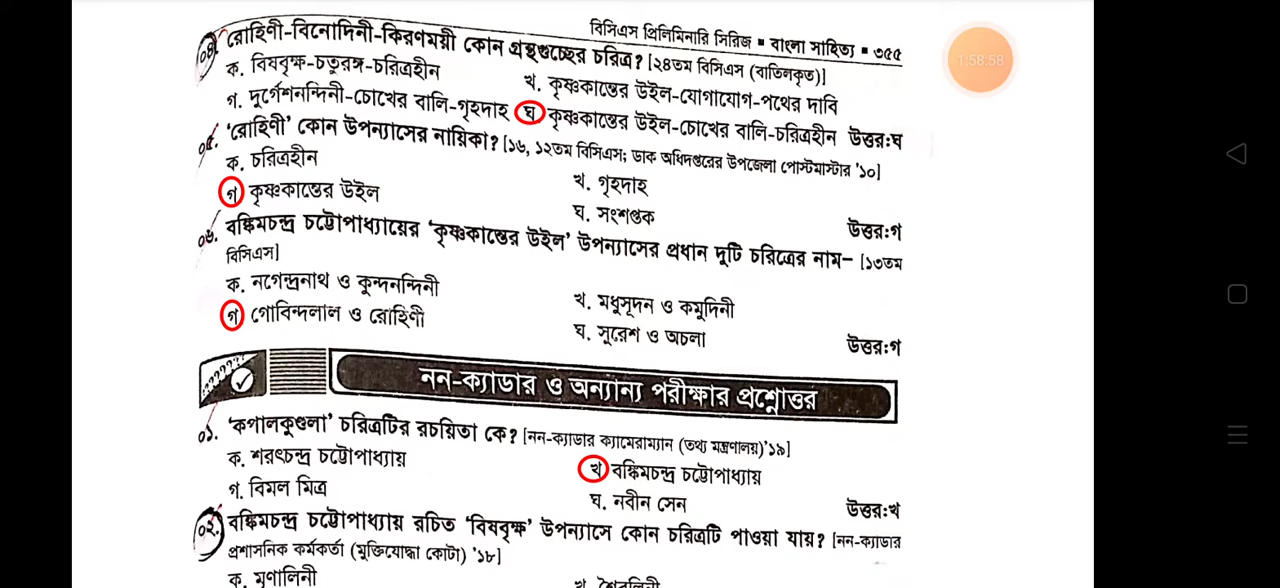 বিসিএস প্রিলিমিনারি সিরিজ ▪ বাংলা সাহিত্য ▪ ৩৫৫
1:58:58
০৪. রোহিণী-বিনোদিনী-কিরণময়ী কোন গ্রন্থগুচ্ছের চরিত্র? [২৪তম বিসিএস (বাতিলকৃত)]
ক. বিষবৃক্ষ-চতুরঙ্গ-চরিত্রহীন
খ. কৃষ্ণকান্তের উইল-যোগাযোগ-পথের দাবি
গ. দুর্গেশনন্দিনী-চোখের বালি-গৃহদাহ
ঘ কৃষ্ণকান্তের উইল-চোখের বালি-চরিত্রহীন উত্তর:ঘ
০৫. ‘রোহিণী’ কোন উপন্যাসের নায়িকা? [১৬, ১২তম বিসিএস; ডাক অধিদপ্তরের উপজেলা পোস্টমাস্টার '১০]
ক. চরিত্রহীন
খ. গৃহদাহ
গ কৃষ্ণকান্তের উইল
ঘ. সংশপ্তক উত্তর:গ
০৬. বঙ্কিমচন্দ্র চট্টোপাধ্যায়ের ‘কৃষ্ণকান্তের উইল’ উপন্যাসের প্রধান দুটি চরিত্রের নাম- [১৩তম
বিসিএস]
ক. নগেন্দ্রনাথ ও কুন্দনন্দিনী
খ. মধুসূদন ও কমুদিনী
গ গোবিন্দলাল ও রোহিণী
ঘ. সুরেশ ও অচলা উত্তর:গ
নন-ক্যাডার ও অন্যান্য পরীক্ষার প্রশ্নোত্তর
০১. ‘কপালকুণ্ডলা’ চরিত্রটির রচয়িতা কে? [নন-ক্যাডার ক্যামেরাম্যান (তথ্য মন্ত্রণালয়)'১৯]
ক. শরৎচন্দ্র চট্টোপাধ্যায়
খ বঙ্কিমচন্দ্র চট্টোপাধ্যায়
গ. বিমল মিত্র
ঘ. নবীন সেন উত্তর:খ
০২. বঙ্কিমচন্দ্র চট্টোপাধ্যায় রচিত ‘বিষবৃক্ষ’ উপন্যাসে কোন চরিত্রটি পাওয়া যায়? [নন-ক্যাডার
প্রশাসনিক কর্মকর্তা (মুক্তিযোদ্ধা কোটা) '১৮]
ক. মৃণালিনী
খ. শৈবলিনী